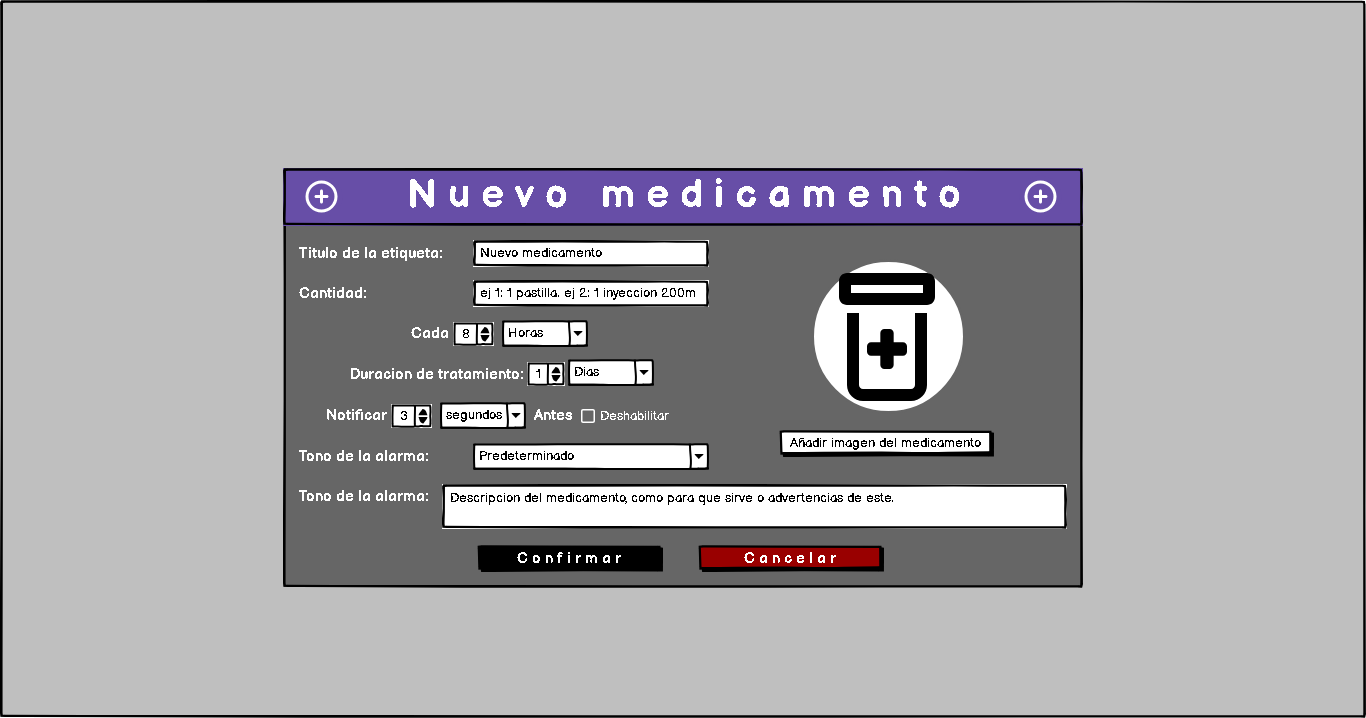 Nuevo medicamento
Titulo de la etiqueta: Nuevo medicamento
Cantidad: ej 1: 1 pastilla. ej 2: 1 inyeccion 200m
Cada 8 Horas
Duracion de tratamiento: 1 Dias
Notificar 3 segundos Antes Deshabilitar
Añadir imagen del medicamento
Tono de la alarma: Predeterminado
Tono de la alarma: Descripcion del medicamento, como para que sirve o advertencias de este.
Confirmar Cancelar